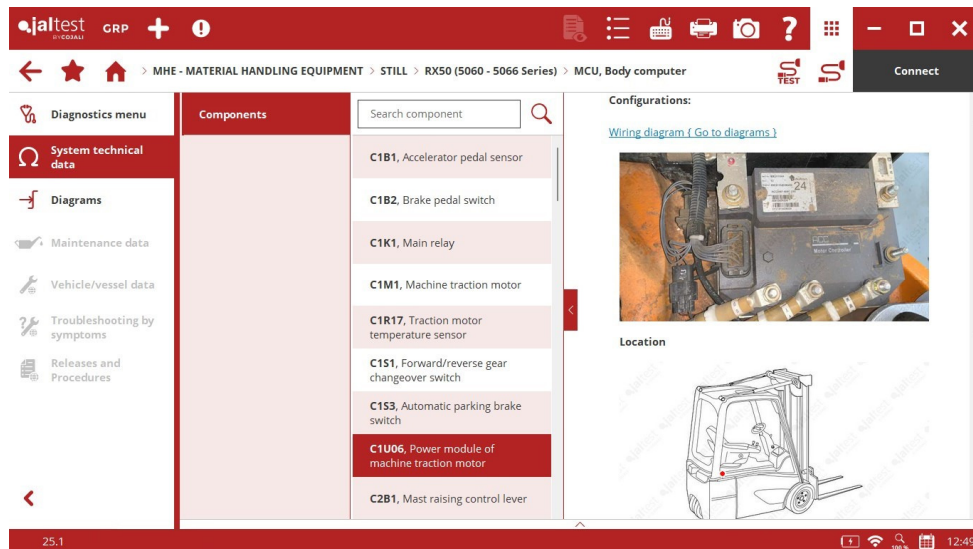 jaltest GRP
BY COJALI
TEST
> MHE - MATERIAL HANDLING EQUIPMENT > STILL > RX50 (5060 - 5066 Series) > MCU, Body computer
Connect
Diagnostics menu
System technical
data
Diagrams
Maintenance data
Vehicle/vessel data
Troubleshooting by
symptoms
Releases and
Procedures
Components
Search component
C1B1, Accelerator pedal sensor
C1B2, Brake pedal switch
C1K1, Main relay
C1M1, Machine traction motor
C1R17, Traction motor
temperature sensor
C1S1, Forward/reverse gear
changeover switch
C1S3, Automatic parking brake
switch
C1U06, Power module of
machine traction motor
C2B1, Mast raising control lever
Configurations:
Wiring diagram { Go to diagrams }
24
Motor Controller
Location
25.1
100 %
12:49